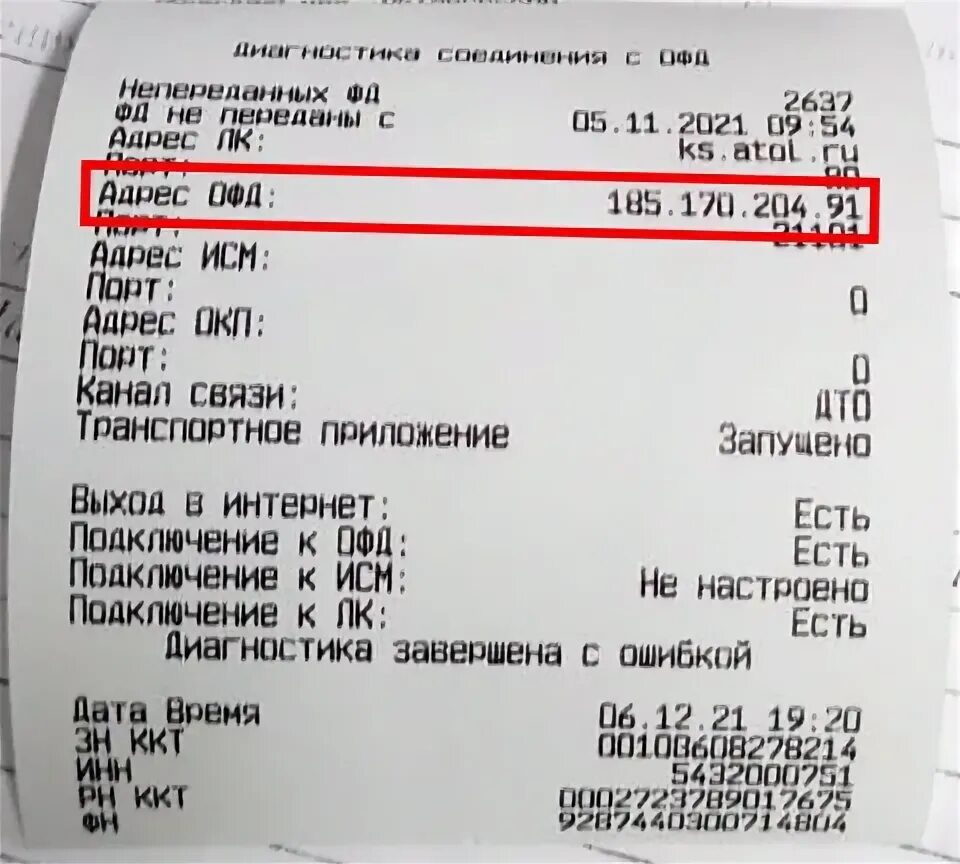 Диагностика соединения с ОФД
Непереданных ФД 2637
ФД не переданы с 05.11.2021 09:54
Адрес ЛК: ks.atol.ru
Порт:
Адрес ОФД: 185.170.204.91
Порт: 21101
Адрес ИСМ:
Порт: 0
Адрес ОКП:
Порт: 0
Канал связи: ДТО
Транспортное приложение Запущено
Выход в интернет: Есть
Подключение к ОФД: Есть
Подключение к ИСМ: Не настроено
Подключение к ЛК: Есть
Диагностика завершена с ошибкой
Дата Время 06.12.21 19:20
ЗН ККТ 00108608278214
ИНН 5432000751
РН ККТ 0002723789017675
ФН 9287440300714804